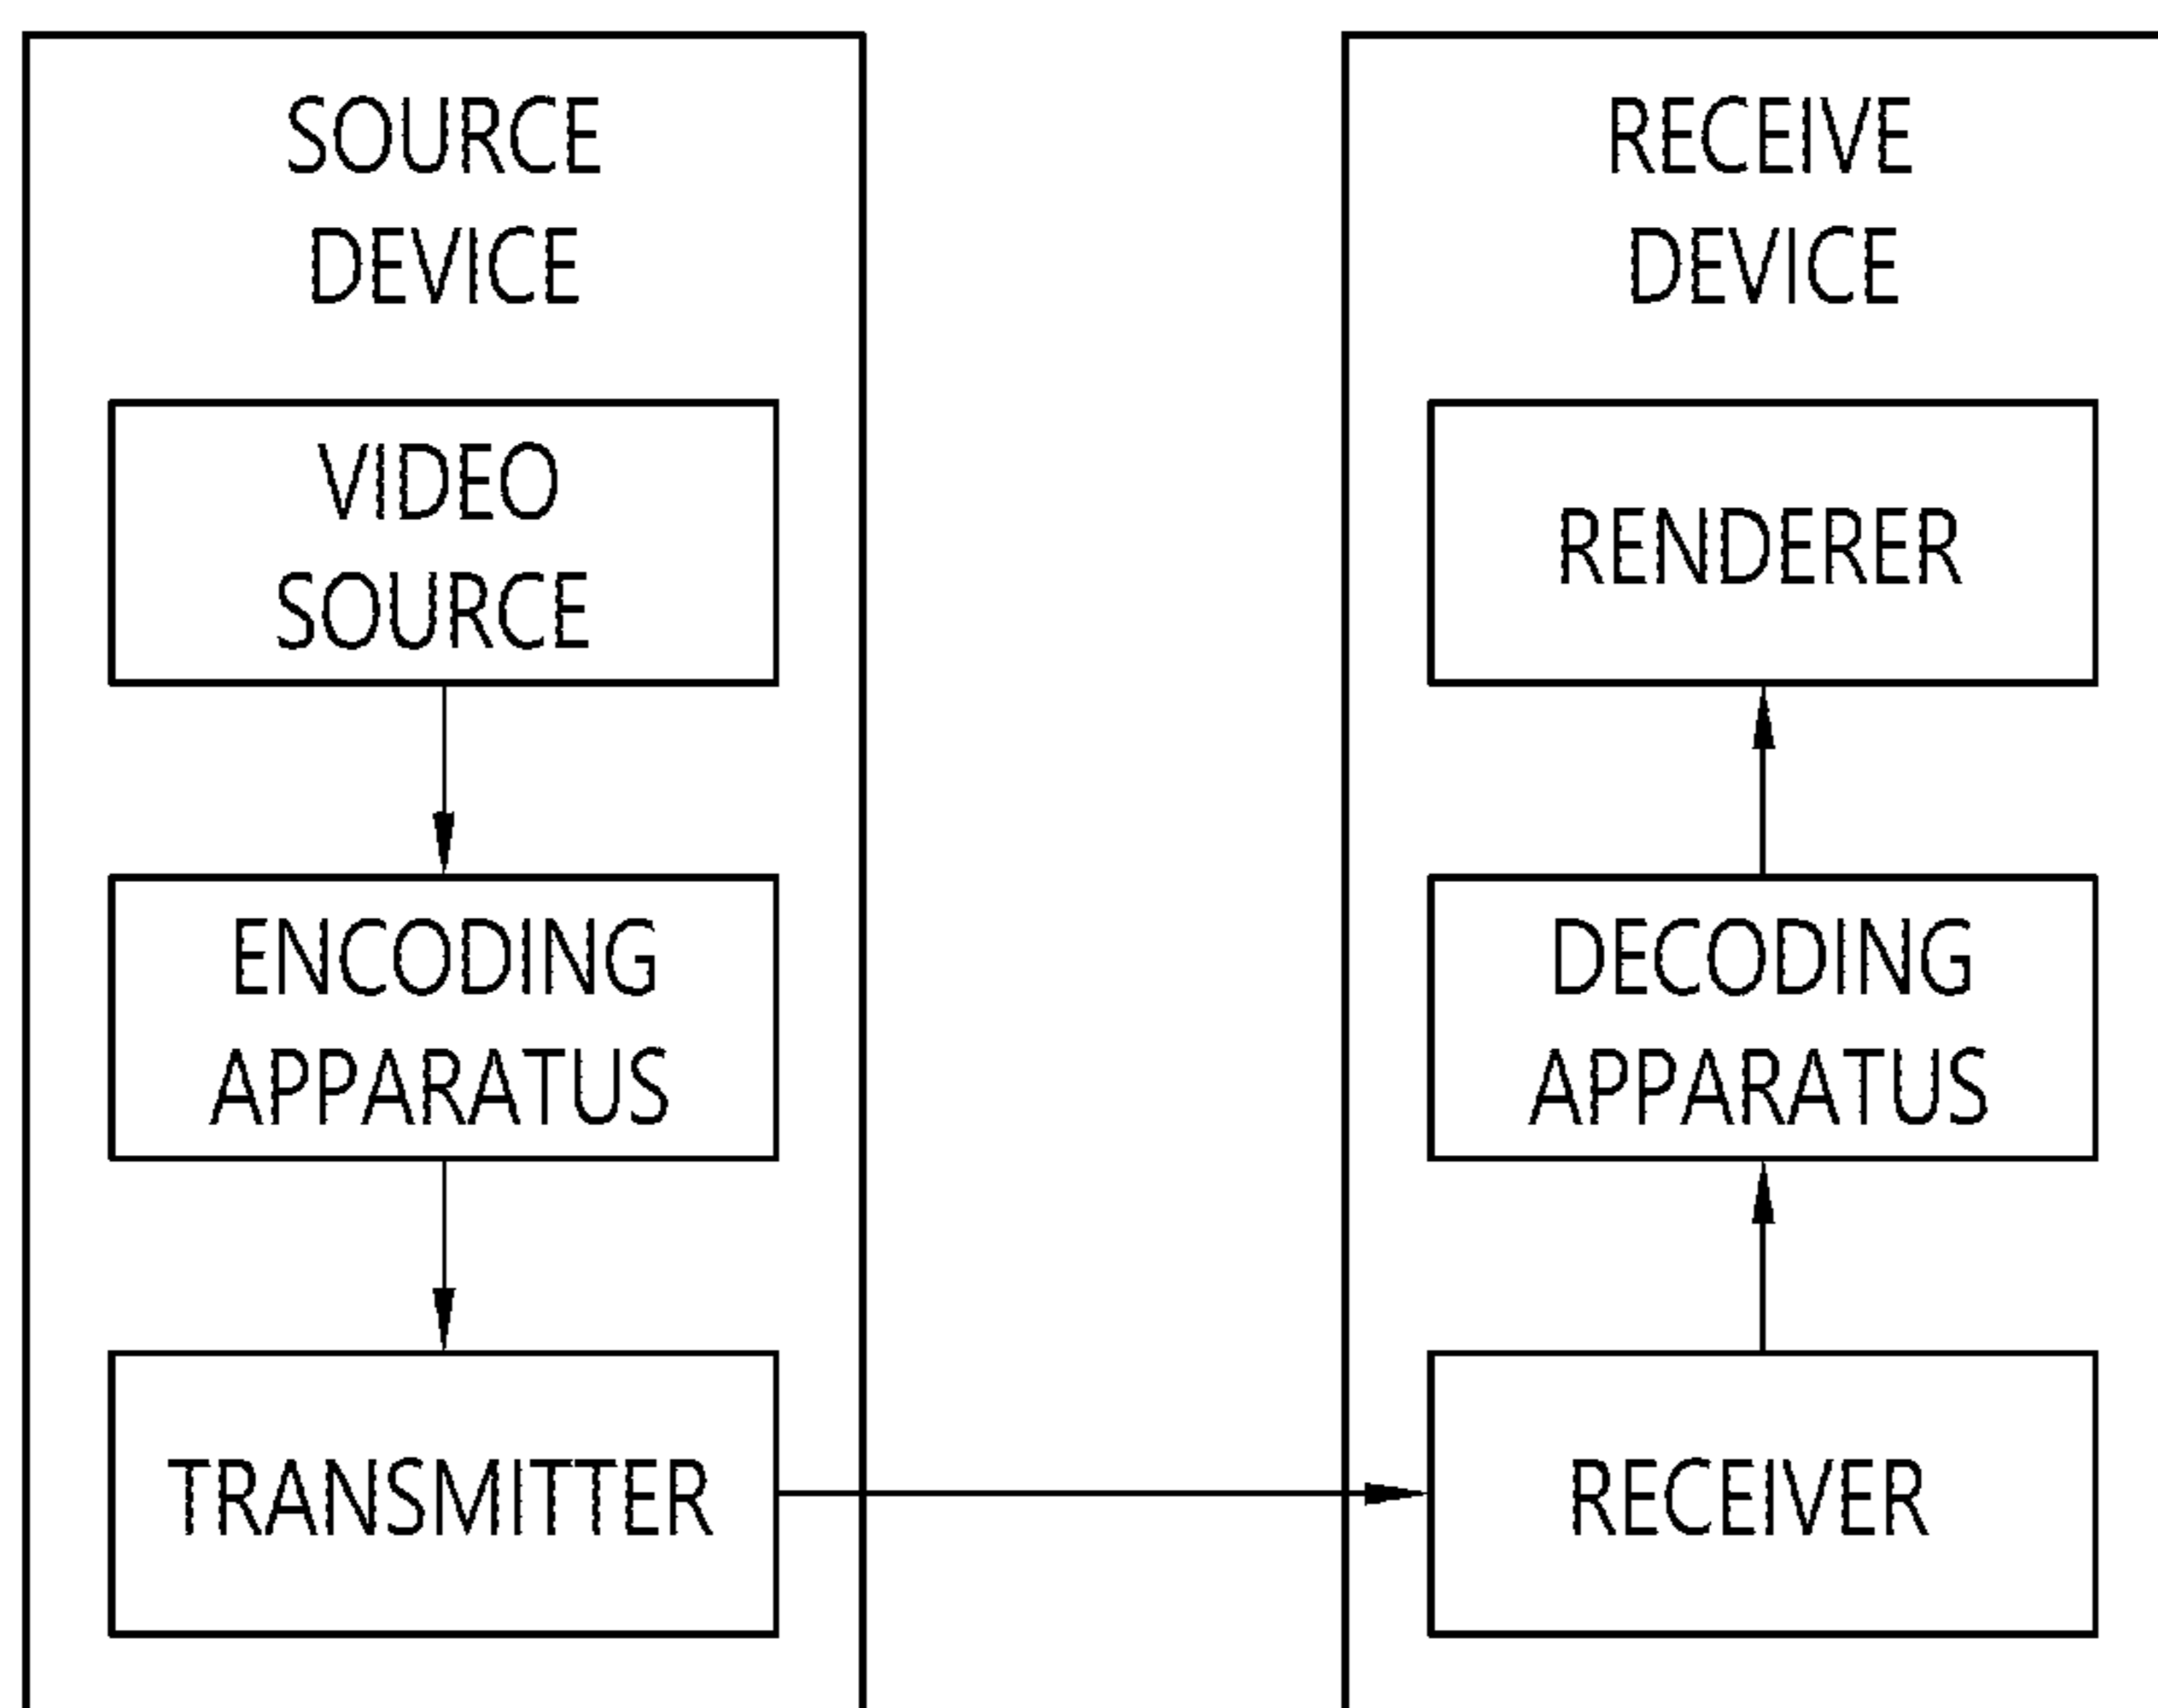 SOURCE
DEVICE
VIDEO
SOURCE
ENCODING
APPARATUS
TRANSMITTER
RECEIVE
DEVICE
RENDERER
DECODING
APPARATUS
RECEIVER